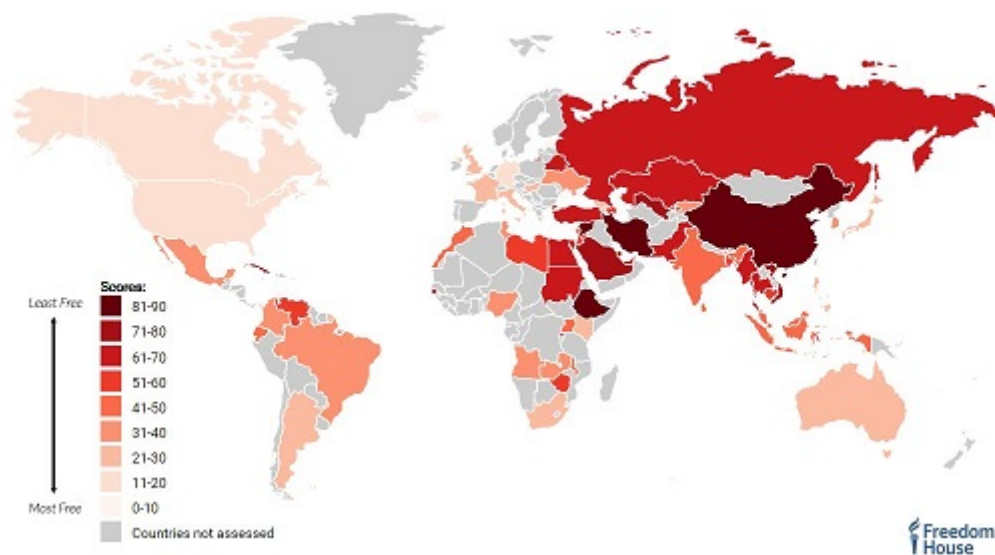 Scores:
Least Free
81-90
71-80
61-70
51-60
41-50
31-40
21-30
11-20
Most Free
0-10
Countries not assessed
Freedom
House